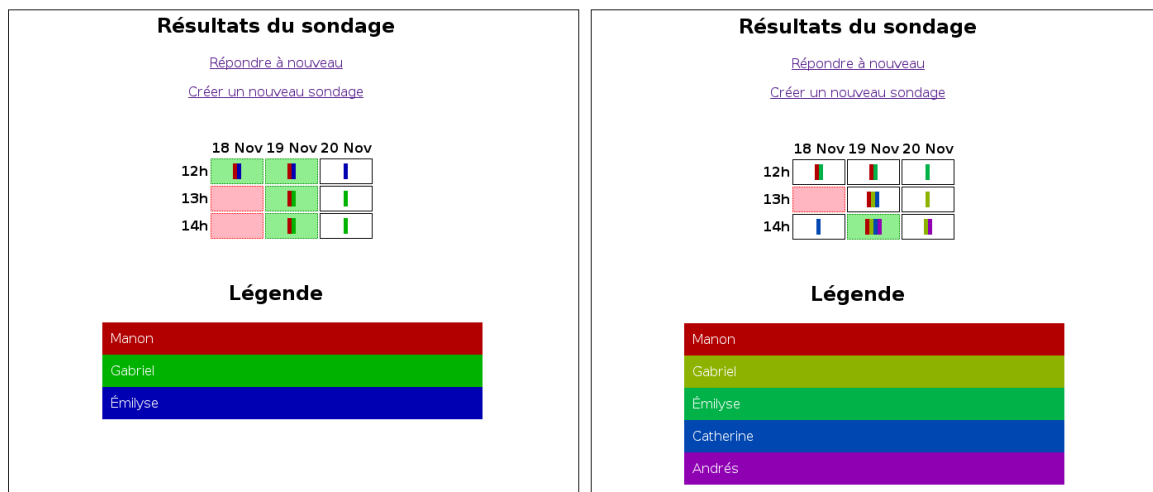 Résultats du sondage
Répondre à nouveau
Créer un nouveau sondage
18 Nov 19 Nov 20 Nov
12h
13h
14h
Légende
Manon
Gabriel
Émilyse
Résultats du sondage
Répondre à nouveau
Créer un nouveau sondage
18 Nov 19 Nov 20 Nov
12h
13h
14h
Légende
Manon
Gabriel
Émilyse
Catherine
Andrés